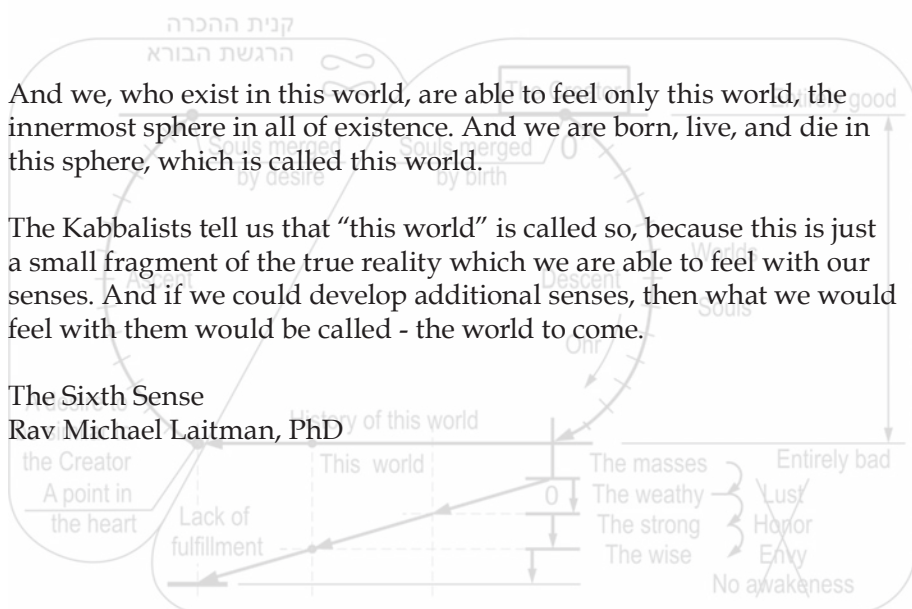 קנית ההכרה
הרגשת הבורא
And we, who exist in this world, are able to feel only this world, the
innermost sphere in all of existence. And we are born, live, and die in
this sphere, which is called this world.
The Kabbalists tell us that “this world” is called so, because this is just
a small fragment of the true reality which we are able to feel with our
senses. And if we could develop additional senses, then what we would
feel with them would be called - the world to come.
The Sixth Sense
Rav Michael Laitman, PhD
The Creator
Entirely good
Souls merged
by desire
Souls merged
by birth
0
Ascent
Descent
Worlds
Souls
Ohr
A desire to
the Creator
A point in
the heart
History of this world
This world
Lack of
fulfillment
0
The masses
The weathy
The strong
The wise
Entirely bad
Lust
Honor
Envy
No awakeness